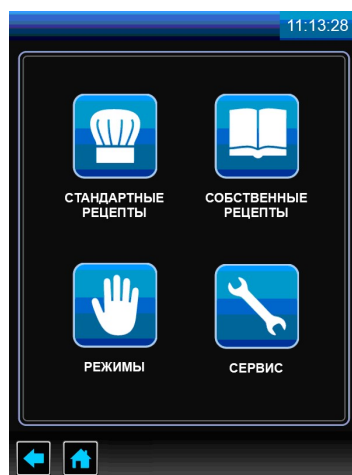 11:13:28
СТАНДАРТНЫЕ
РЕЦЕПТЫ
СОБСТВЕННЫЕ
РЕЦЕПТЫ
РЕЖИМЫ
СЕРВИС